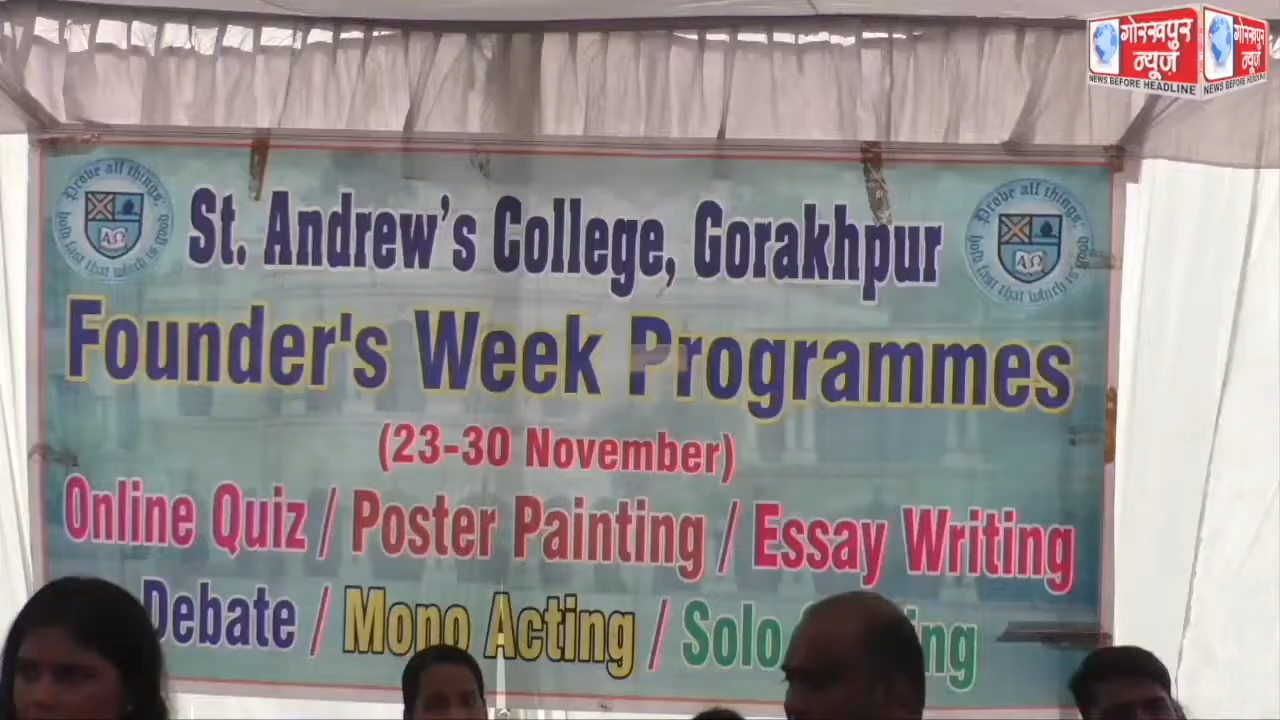 गोरखपुर न्यूज़
NEWS BEFORE HEADLINE
गोरखपुर न्यूज़
NEWS BEFORE HEADLINE
Prove all things, hold fast that which is good
ΑΩ
St. Andrew's College, Gorakhpur
Prove all things, hold fast that which is good
ΑΩ
Founder's Week Programmes
(23-30 November)
Online Quiz / Poster Painting / Essay Writing
Debate / Mono Acting / Solo